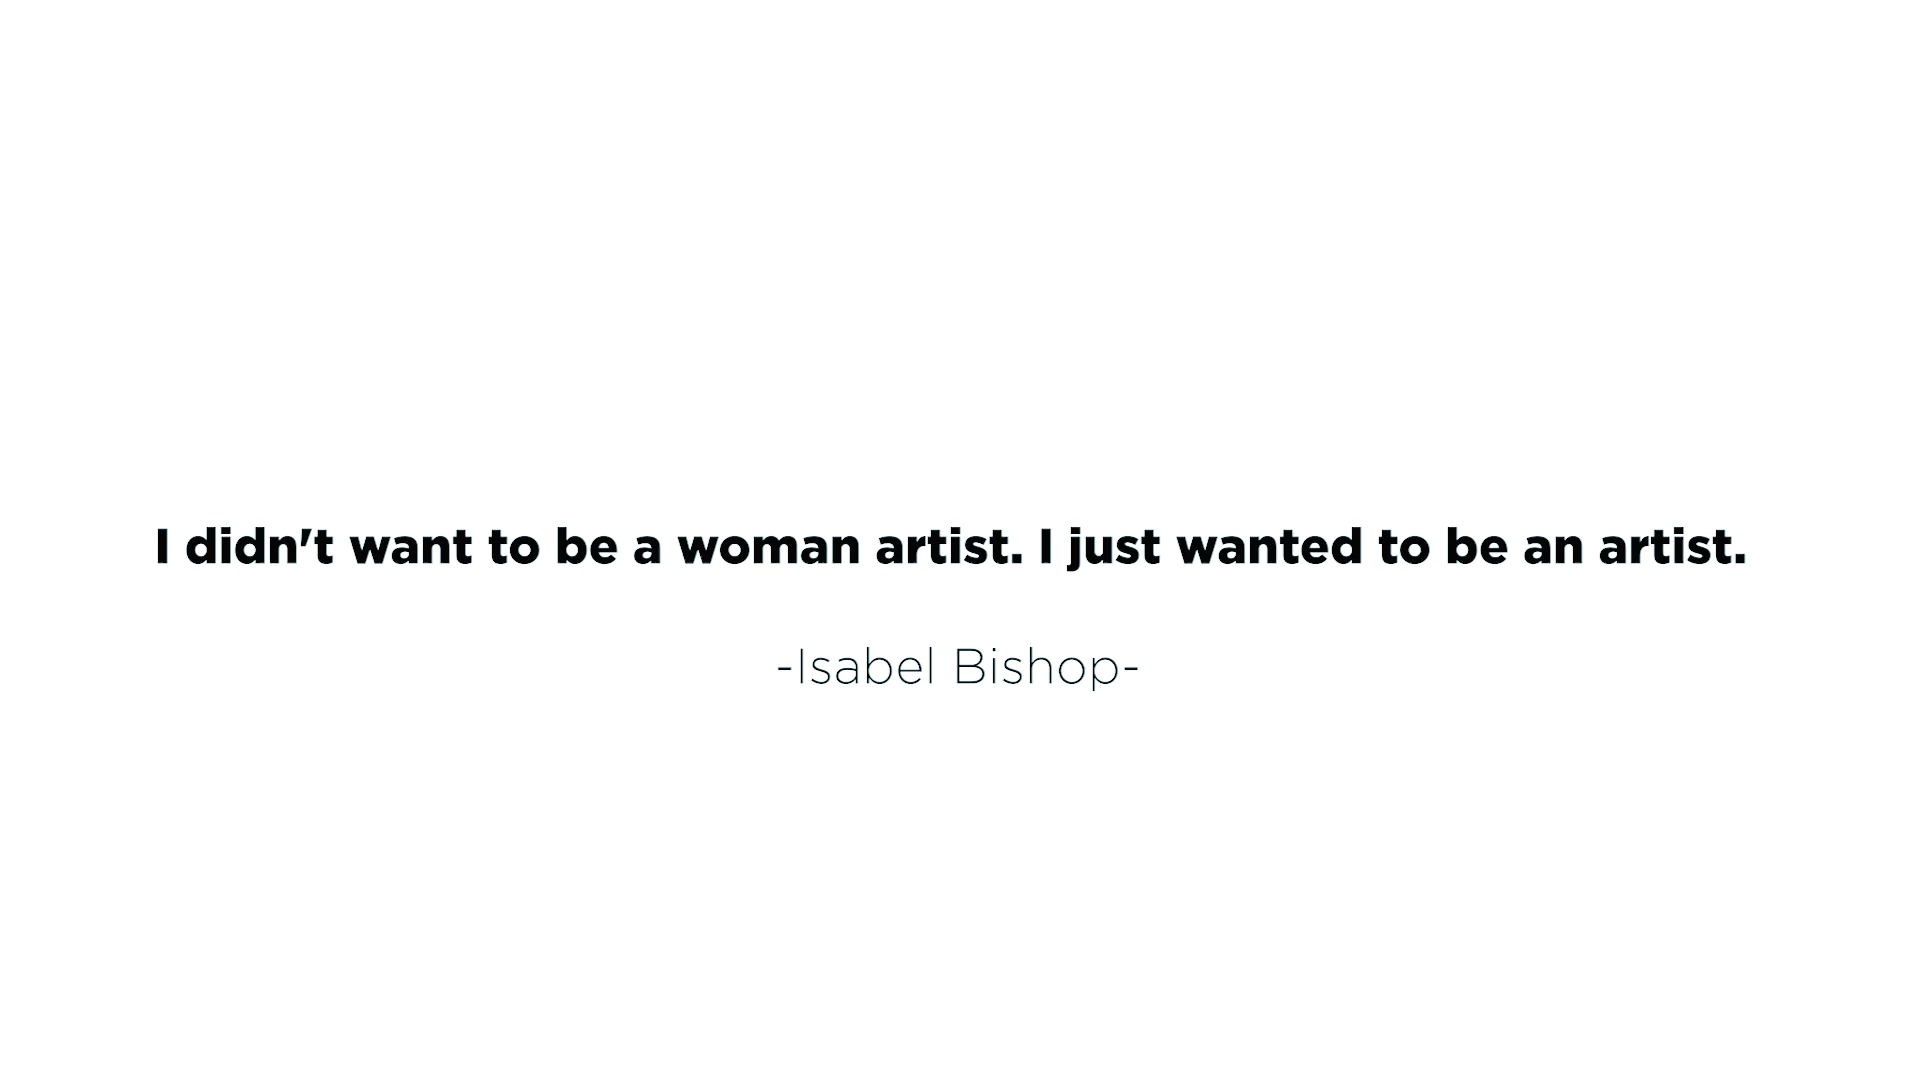 I didn't want to be a woman artist. I just wanted to be an artist.
-Isabel Bishop-